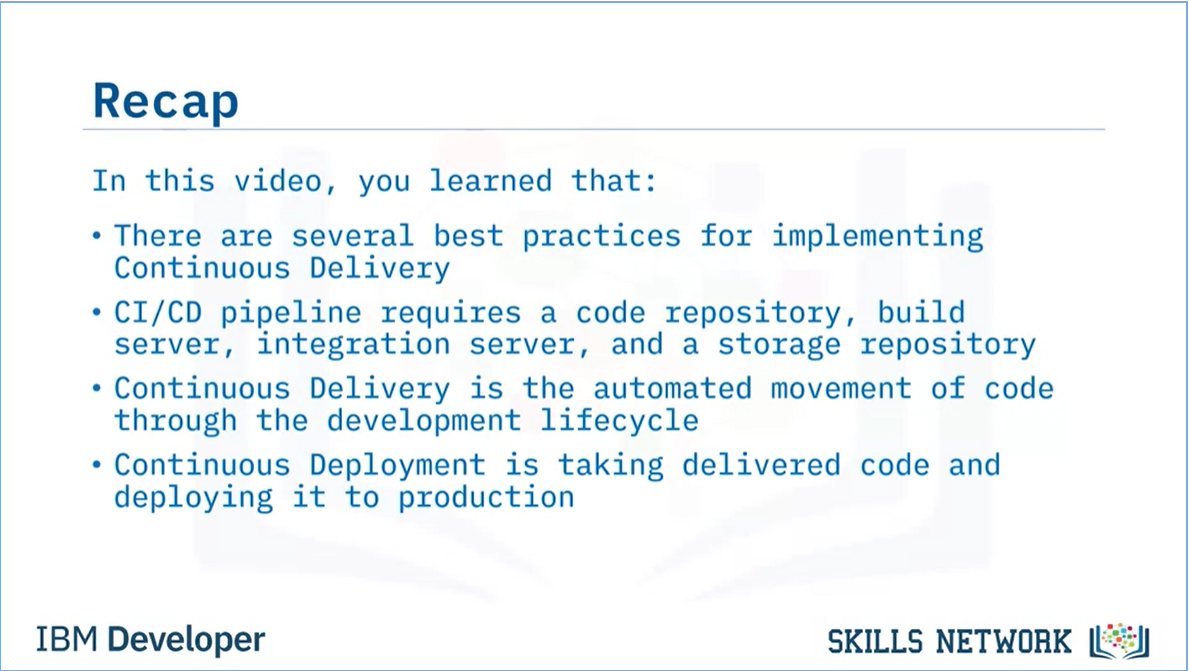 Recap
In this video, you learned that:
• There are several best practices for implementing
Continuous Delivery
• CI/CD pipeline requires a code repository, build
server, integration server, and a storage repository
• Continuous Delivery is the automated movement of code
through the development lifecycle
• Continuous Deployment is taking delivered code and
deploying it to production
IBM Developer
SKILLS NETWORK